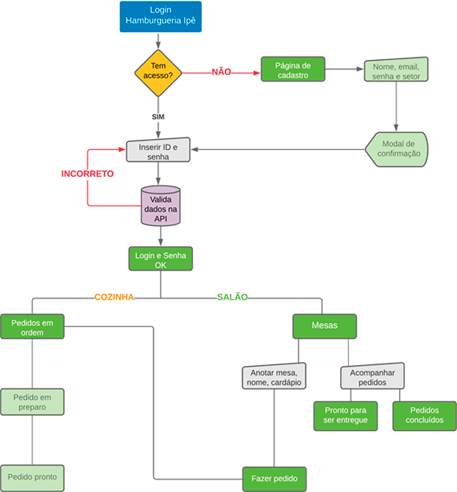 Login
Hamburgueria Ipê
Tem
acesso?
NÃO
Página de
cadastro
Nome, email,
senha e setor
SIM
Inserir ID e
senha
Modal de
confirmação
INCORRETO
Valida
dados na
API
Login e Senha
OK
COZINHA
SALÃO
Pedidos em
ordem
Mesas
Anotar mesa,
nome, cardápio
Acompanhar
pedidos
Pedido em
preparo
Pronto para
ser entregue
Pedidos
concluídos
Pedido pronto
Fazer pedido